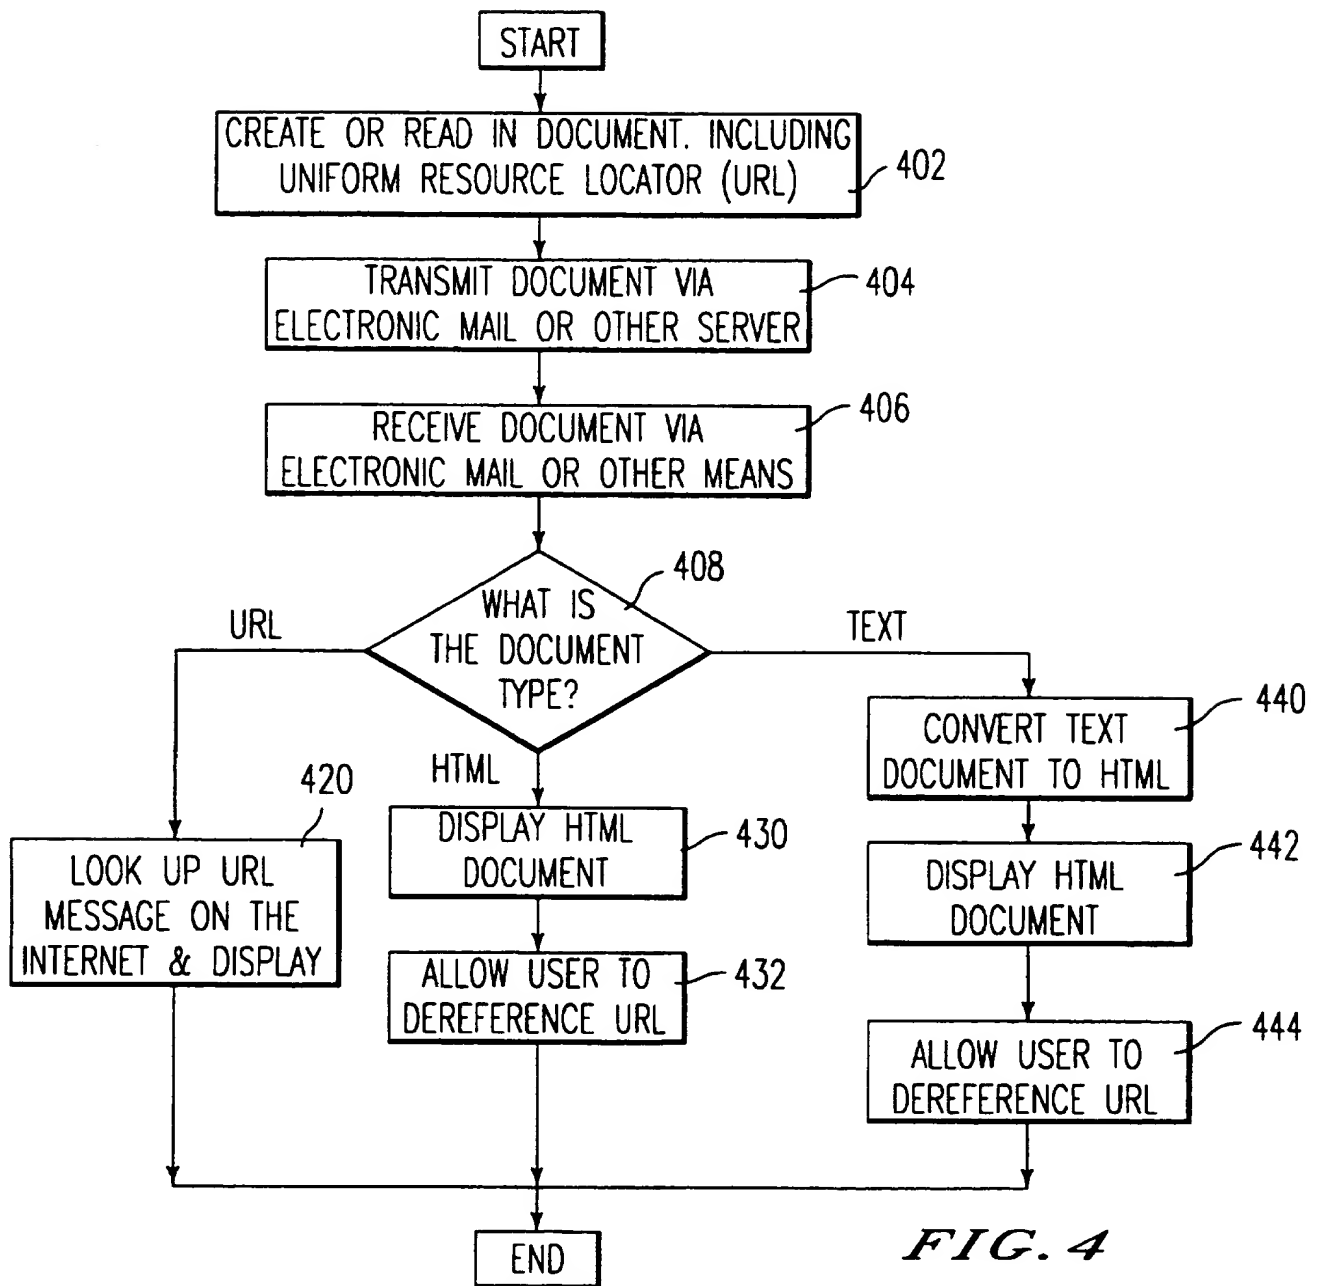 START
CREATE OR READ IN DOCUMENT. INCLUDING
UNIFORM RESOURCE LOCATOR (URL)
402
TRANSMIT DOCUMENT VIA
ELECTRONIC MAIL OR OTHER SERVER
404
RECEIVE DOCUMENT VIA
ELECTRONIC MAIL OR OTHER MEANS
406
WHAT IS
THE DOCUMENT
TYPE?
408
URL
HTML
TEXT
LOOK UP URL
MESSAGE ON THE
INTERNET & DISPLAY
420
DISPLAY HTML
DOCUMENT
430
ALLOW USER TO
DEREFERENCE URL
432
CONVERT TEXT
DOCUMENT TO HTML
440
DISPLAY HTML
DOCUMENT
442
ALLOW USER TO
DEREFERENCE URL
444
END
FIG. 4